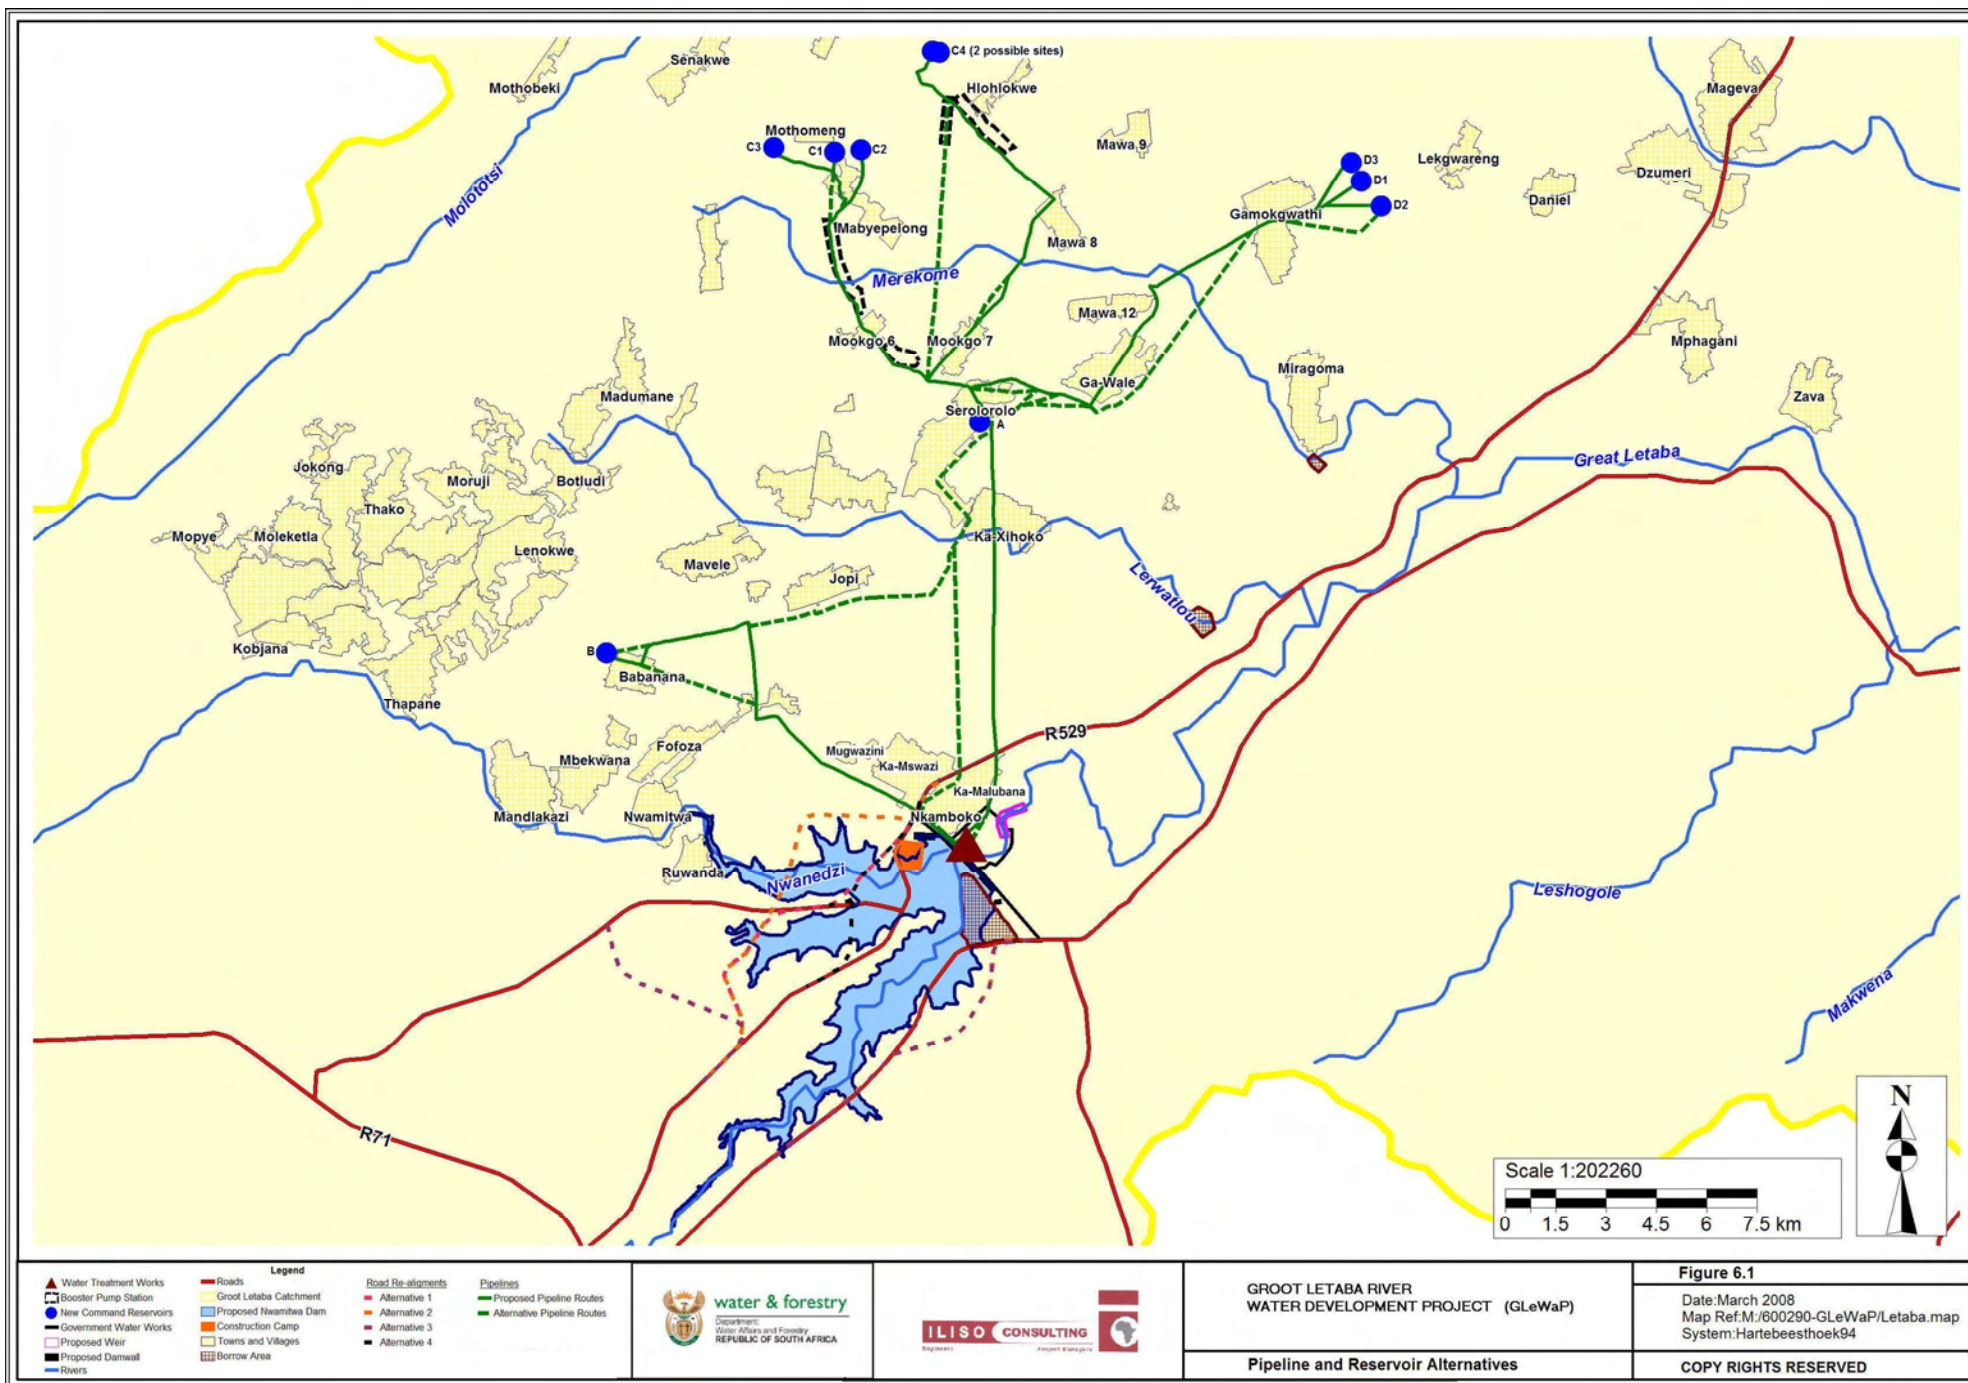 C4 (2 possible sites)
Senakwe
Mothobeki
Hlohlokwe
Mageva
Mothomeng
C3
C1
C2
Mawa 9
D3
Lekgwareng
D1
Dzumeri
Molototsi
D2
Daniel
Gamokgwathi
Mabyepelong
Mawa 8
Merekome
Mawa 12
Mookgo 6
Mookgo 7
Mphagani
Miragoma
Ga-Wale
Madumane
Zava
Serolorolo
A
Great Letaba
Jokong
Moruji
Botludi
Thako
Mopye
Moleketla
Ka-Xihoko
Lenokwe
Mavele
Jopi
Lerwatlou
Kobjana
B
Babanana
Thapane
R529
Fofoza
Mugwazini
Mbekwana
Ka-Mswazi
Ka-Malubana
Mandlakazi
Nwamitwa
Nkamboko
Ruwanda
Nwanedzi
Leshogole
Makwena
R71
N
Scale 1:202260
0 1.5 3 4.5 6 7.5 km
Legend
Water Treatment Works
Booster Pump Station
New Command Reservoirs
Government Water Works
Proposed Weir
Proposed Damwall
Rivers
Roads
Groot Letaba Catchment
Proposed Nwamitwa Dam
Construction Camp
Towns and Villages
Borrow Area
Road Re-aligments
Alternative 1
Alternative 2
Alternative 3
Alternative 4
Pipelines
Proposed Pipeline Routes
Alternative Pipeline Routes
water & forestry
Department:
Water Affairs and Forestry
REPUBLIC OF SOUTH AFRICA
ILISO CONSULTING
Engineers Project Managers
GROOT LETABA RIVER
WATER DEVELOPMENT PROJECT (GLeWaP)
Pipeline and Reservoir Alternatives
Figure 6.1
Date:March 2008
Map Ref:M:/600290-GLeWaP/Letaba.map
System:Hartebeesthoek94
COPY RIGHTS RESERVED